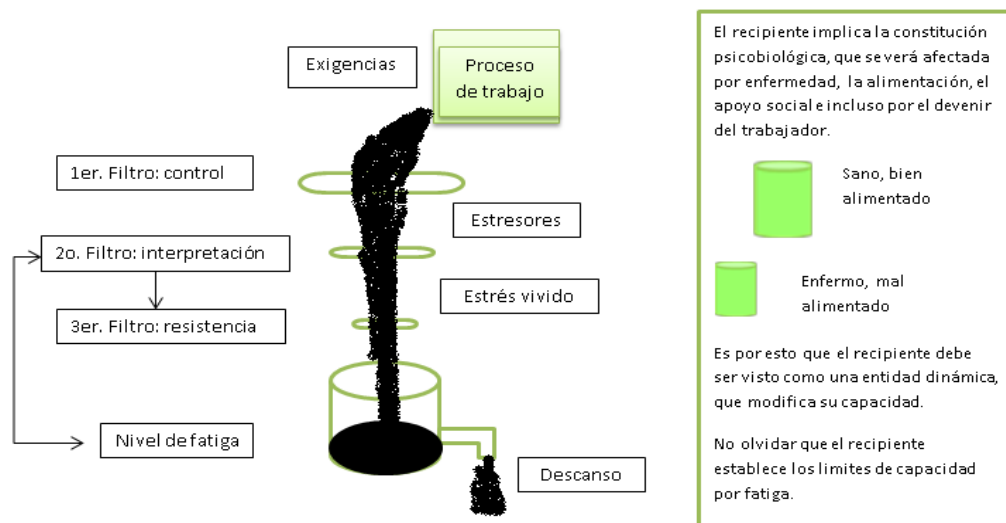 Exigencias
Proceso
de trabajo
1er. Filtro: control
Estresores
2o. Filtro: interpretación
Estrés vivido
3er. Filtro: resistencia
Nivel de fatiga
Descanso
El recipiente implica la constitución
psicobiológica, que se verá afectada
por enfermedad, la alimentación, el
apoyo social e incluso por el devenir
del trabajador.
Sano, bien
alimentado
Enfermo, mal
alimentado
Es por esto que el recipiente debe
ser visto como una entidad dinámica,
que modifica su capacidad.
No olvidar que el recipiente
establece los limites de capacidad
por fatiga.